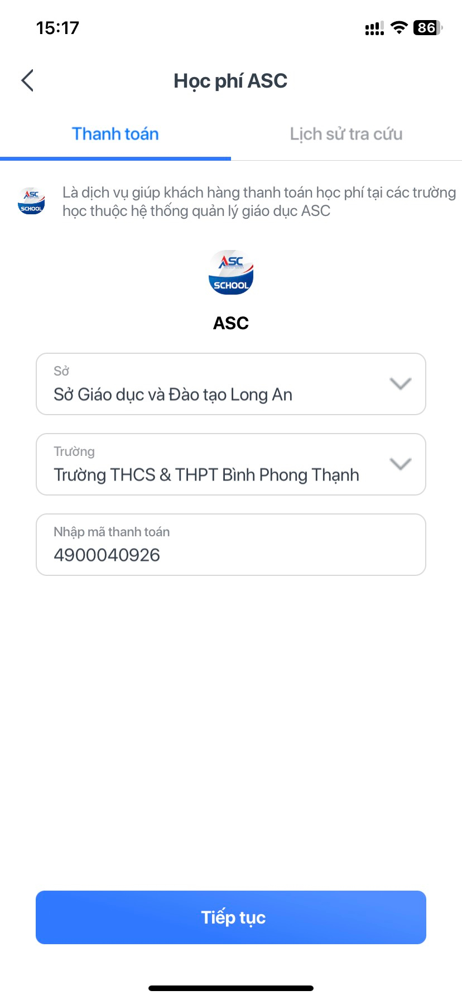 15:17
86
Học phí ASC
Thanh toán
Lịch sử tra cứu
Là dịch vụ giúp khách hàng thanh toán học phí tại các trường
học thuộc hệ thống quản lý giáo dục ASC
ASC
SCHOOL
ASC
SCHOOL
ASC
Sở
Sở Giáo dục và Đào tạo Long An
Trường
Trường THCS & THPT Bình Phong Thạnh
Nhập mã thanh toán
4900040926
Tiếp tục